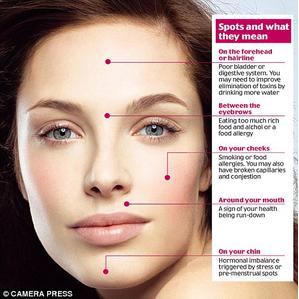 Spots and what
they mean
On the forehead
or hairline
Poor bladder or
digestive system. You
may need to improve
elimination of toxins by
drinking more water
Between the
eyebrows
Eating too much rich
food and alchol or a
food allergy
On your cheeks
Smoking or food
allergies. You may also
have broken capillaries
and conjestion
Around your mouth
A sign of your health
being run-down
On your chin
Hormonal imbalance
triggered by stress or
pre-menstrual spots
© CAMERA PRESS